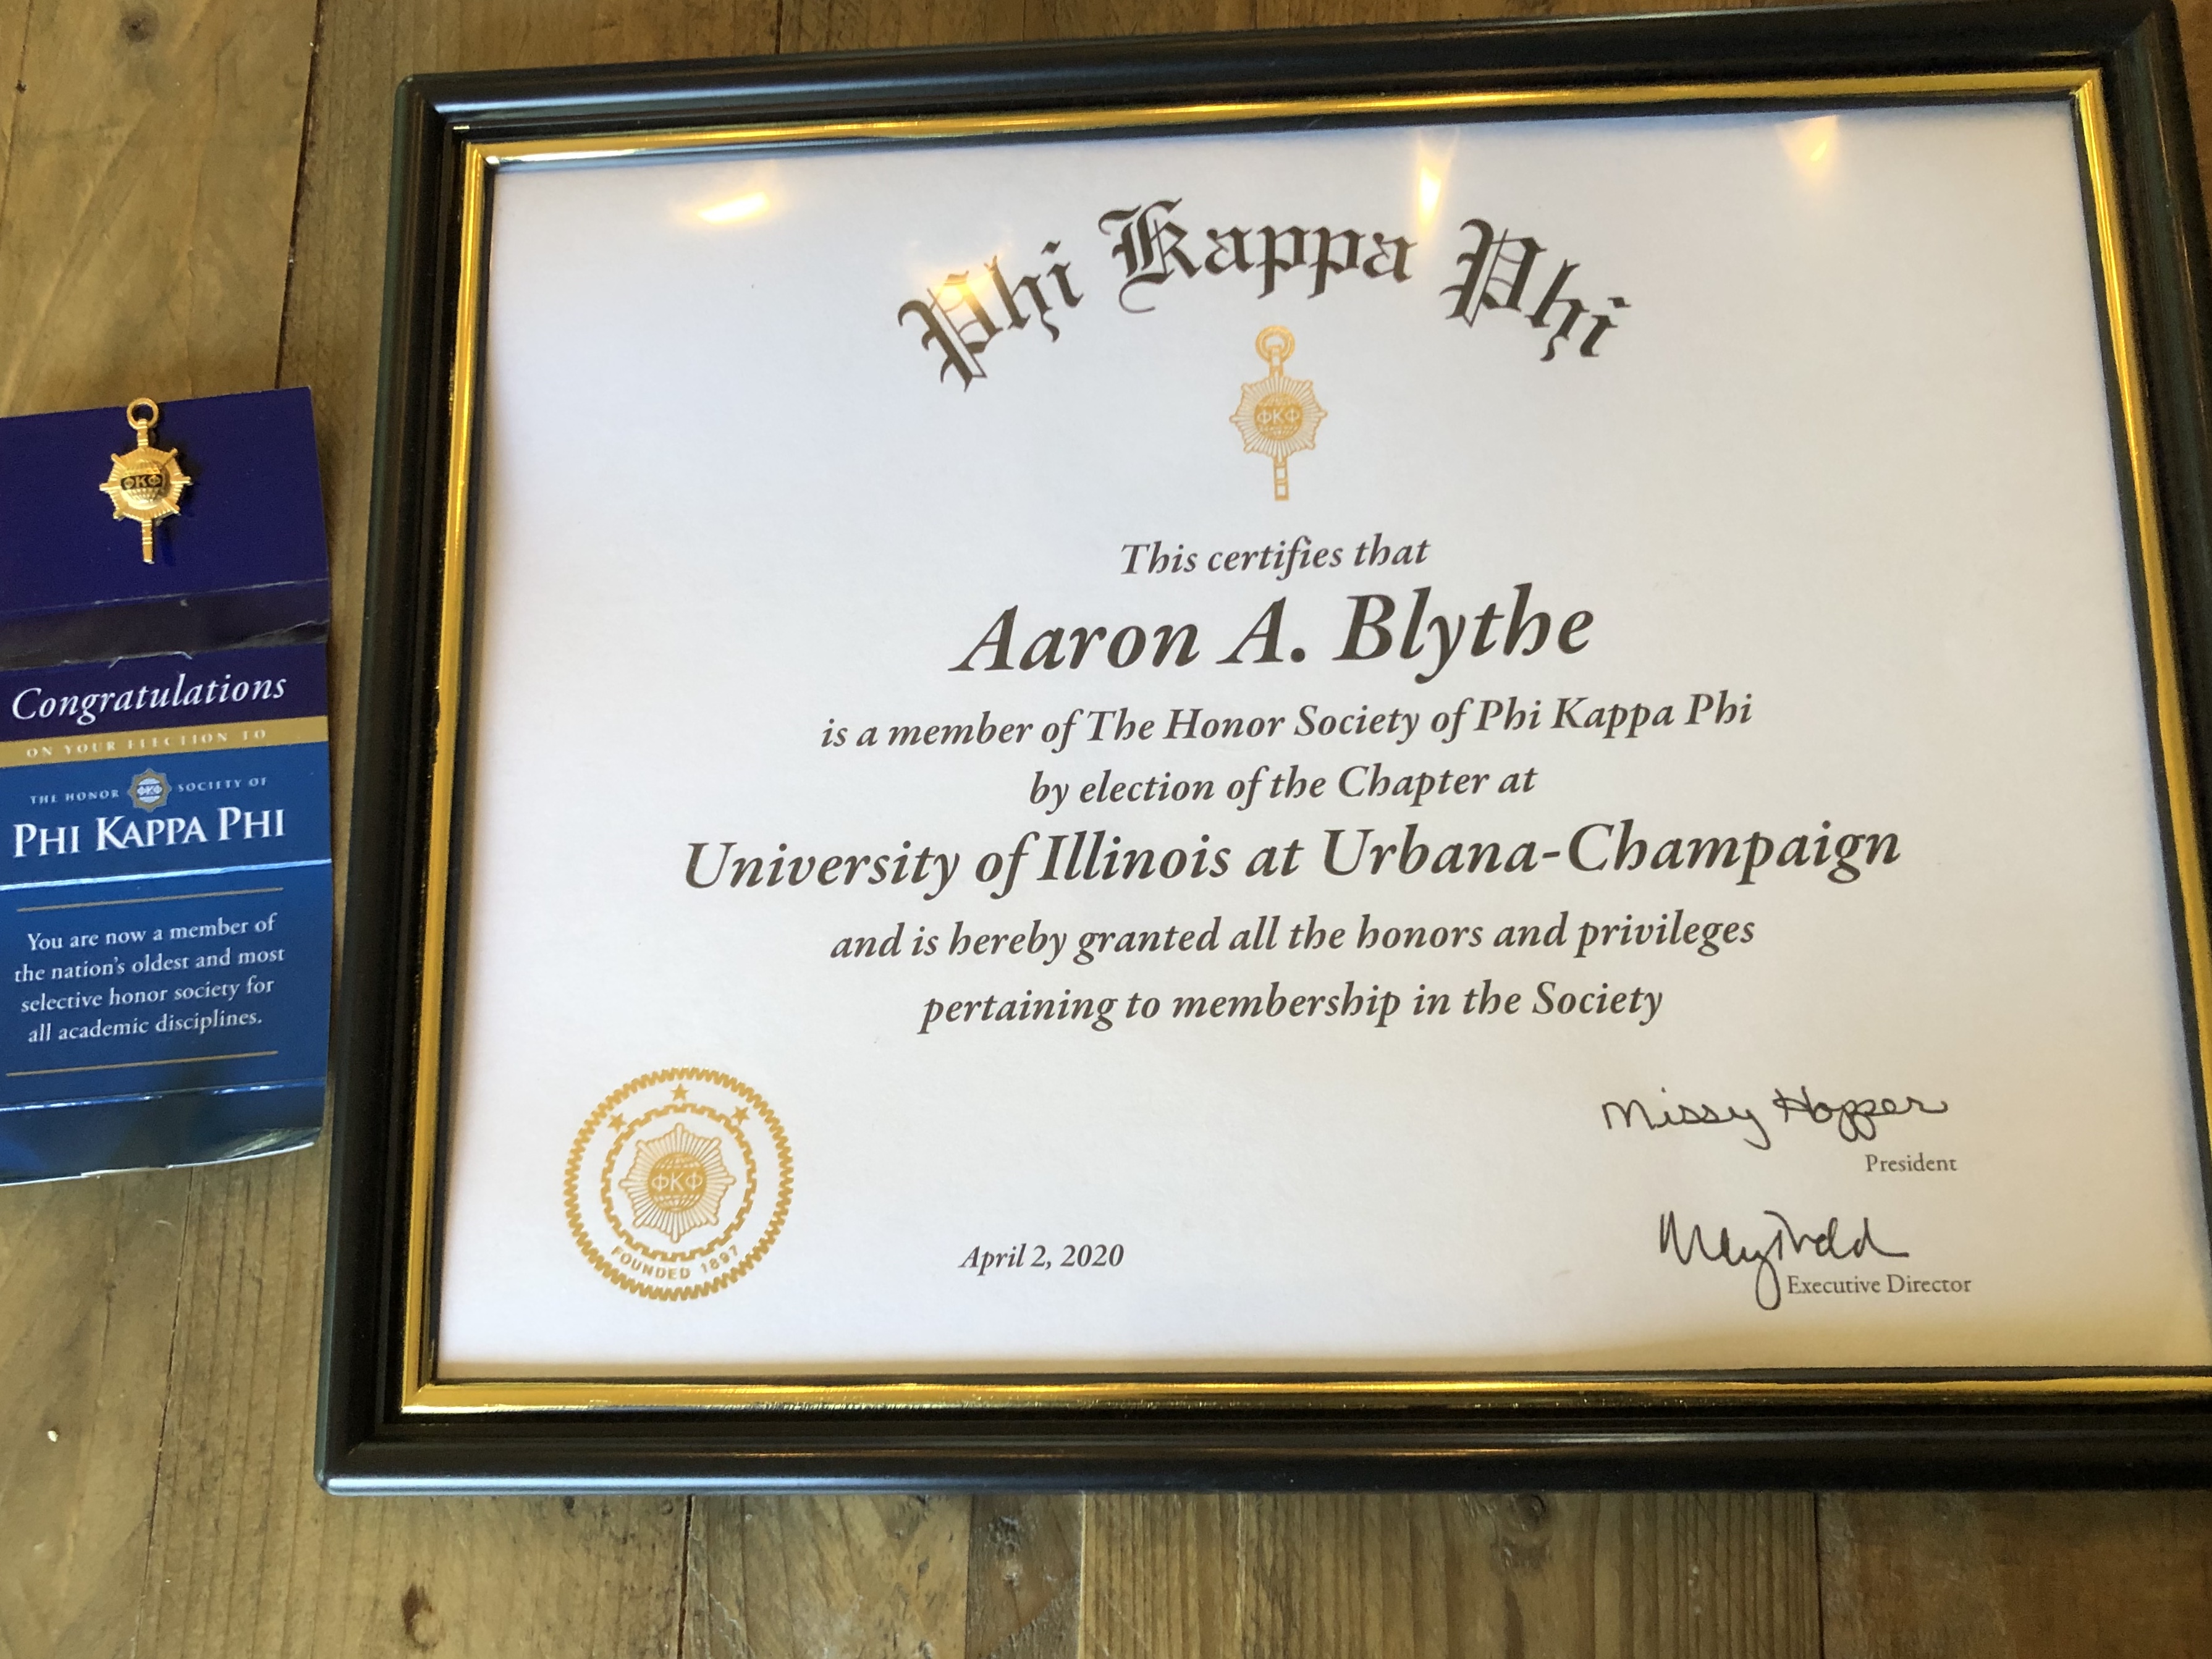 ΦΚΦ
Congratulations
ON YOUR ELECTION TO
THE HONOR ΦΚΦ SOCIETY OF
PHI KAPPA PHI
You are now a member of
the nation's oldest and most
selective honor society for
all academic disciplines.
Phi Kappa Phi
ΦΚΦ
This certifies that
Aaron A. Blythe
is a member of The Honor Society of Phi Kappa Phi
by election of the Chapter at
University of Illinois at Urbana-Champaign
and is hereby granted all the honors and privileges
pertaining to membership in the Society
Missy Hopper
President
Executive Director
ΦΚΦ
FOUNDED 1897
April 2, 2020